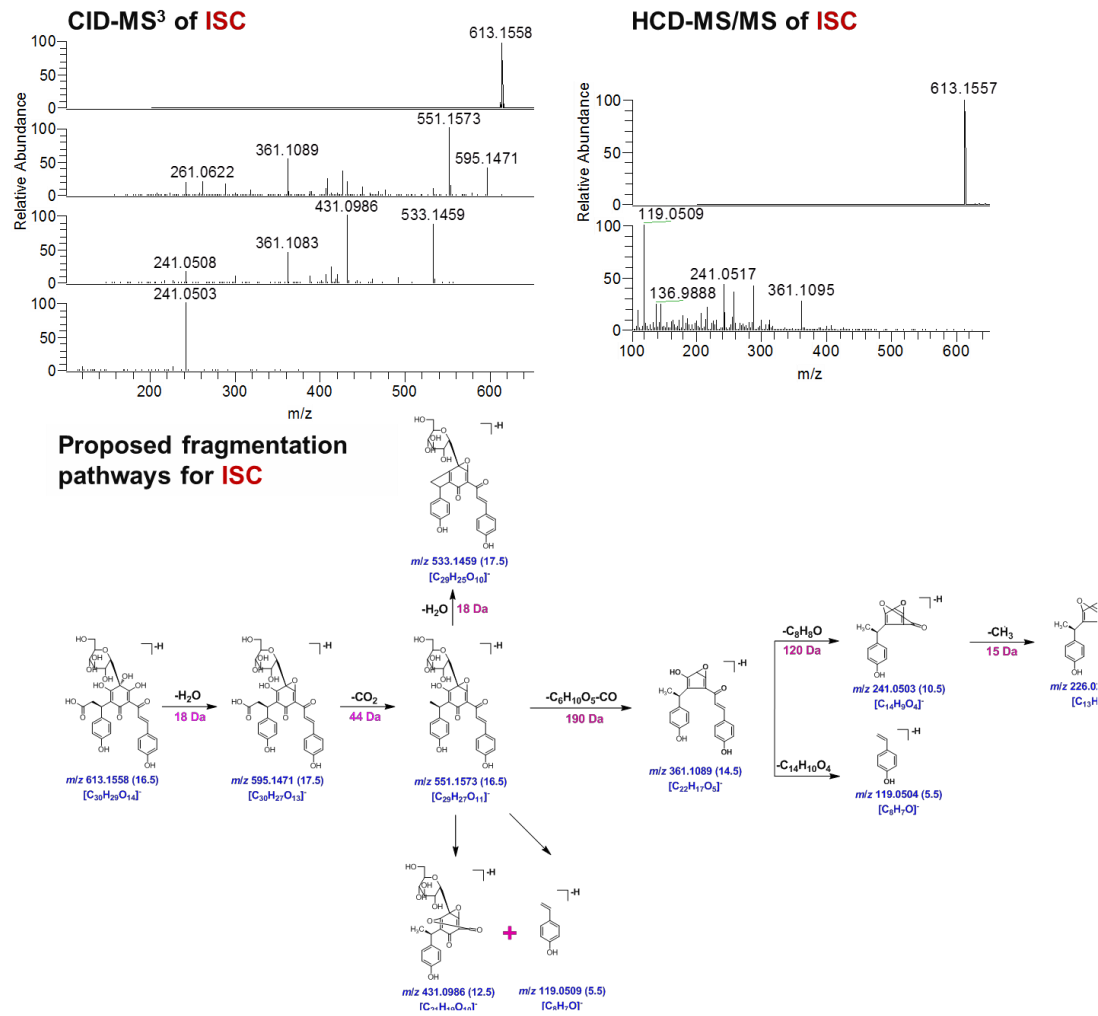 CID-MS³ of ISC
HCD-MS/MS of ISC
Relative Abundance
100
50
0
613.1558
100
50
0
261.0622
361.1089
551.1573
595.1471
100
50
0
241.0508
361.1083
431.0986
533.1459
100
50
0
241.0503
200
300
400
500
600
m/z
Relative Abundance
100
50
0
613.1557
100
50
0
119.0509
136.9888
241.0517
361.1095
100
200
300
400
500
600
m/z
Proposed fragmentation
pathways for ISC
m/z 533.1459 (17.5)
[C₂₉H₂₅O₁₀]⁻
-H₂O
18 Da
m/z 613.1558 (16.5)
[C₃₀H₂₉O₁₄]⁻
-H₂O
18 Da
m/z 595.1471 (17.5)
[C₃₀H₂₇O₁₃]⁻
-CO₂
44 Da
m/z 551.1573 (16.5)
[C₂₉H₂₇O₁₁]⁻
-C₆H₁₀O₅-CO
190 Da
m/z 361.1089 (14.5)
[C₂₂H₁₇O₅]⁻
-C₈H₈O
120 Da
m/z 241.0503 (10.5)
[C₁₄H₉O₄]⁻
-CH₃
15 Da
m/z 226.02
[C₁₃H
-C₁₄H₁₀O₄
m/z 119.0504 (5.5)
[C₈H₇O]⁻
m/z 431.0986 (12.5)
[C₂₁H₁₉O₁₀]⁻
+
m/z 119.0509 (5.5)
[C₈H₇O]⁻